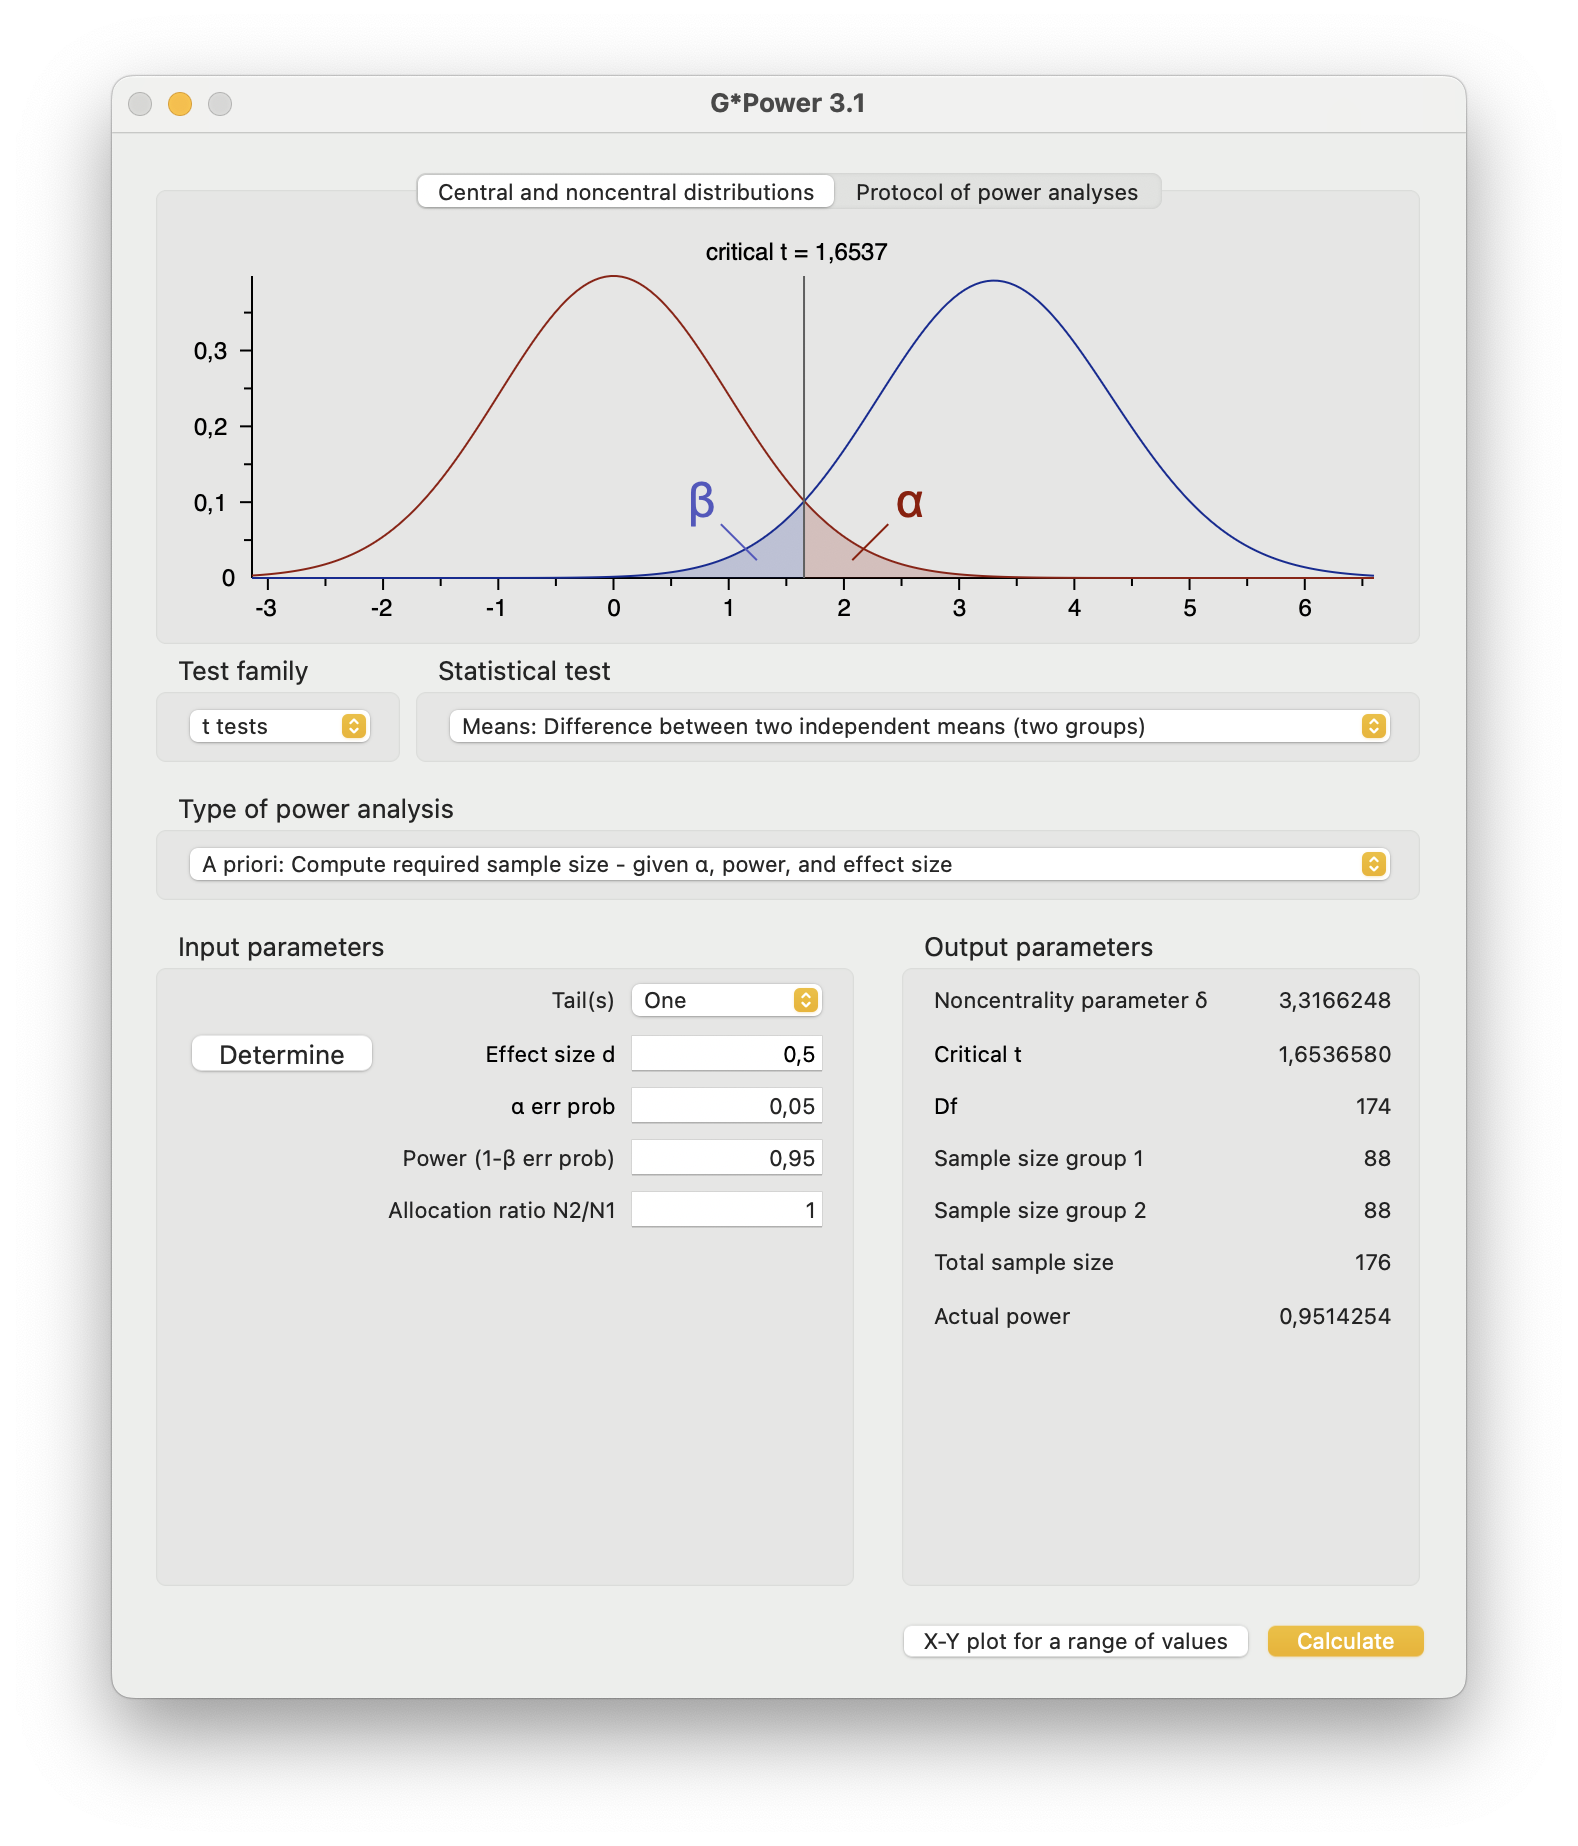 G*Power 3.1
Central and noncentral distributions Protocol of power analyses
critical t = 1,6537
0,3
0,2
0,1
0
β
α
-3 -2 -1 0 1 2 3 4 5 6
Test family Statistical test
t tests Means: Difference between two independent means (two groups)
Type of power analysis
A priori: Compute required sample size - given α, power, and effect size
Input parameters
Tail(s) One
Determine Effect size d 0,5
α err prob 0,05
Power (1-β err prob) 0,95
Allocation ratio N2/N1 1
Output parameters
Noncentrality parameter δ 3,3166248
Critical t 1,6536580
Df 174
Sample size group 1 88
Sample size group 2 88
Total sample size 176
Actual power 0,9514254
X-Y plot for a range of values Calculate